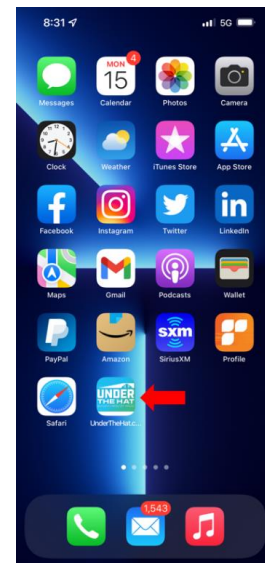 8:31
5G
MON
4
15
Messages
Calendar
Photos
Camera
Clock
Weather
iTunes Store
App Store
Facebook
Instagram
Twitter
LinkedIn
Maps
Gmail
Podcasts
Wallet
sxm
PayPal
Amazon
SiriusXM
Profile
UNDER
THE HAT
Safari
UnderTheHat.c...
1,543